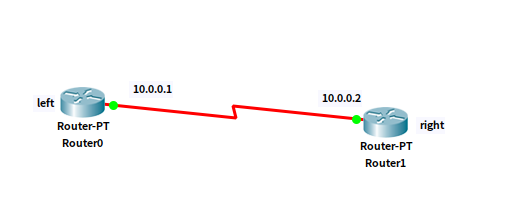 10.0.0.1
10.0.0.2
left
right
Router-PT
Router0
Router-PT
Router1